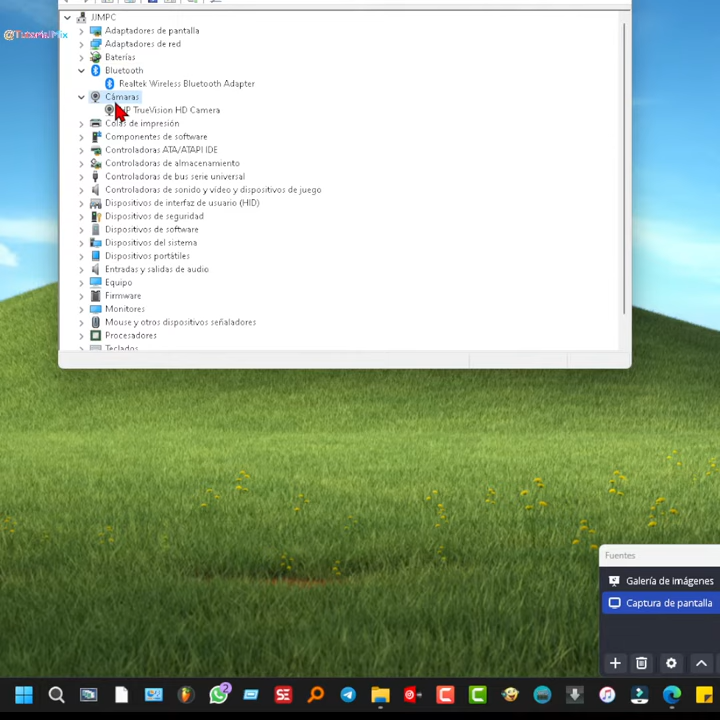 JJMPC
@TutorialMix
Adaptadores de pantalla
Adaptadores de red
Baterías
Bluetooth
Realtek Wireless Bluetooth Adapter
Cámaras
TrueVision HD Camera
Colas de impresión
Componentes de software
Controladoras ATA/ATAPI IDE
Controladoras de almacenamiento
Controladoras de bus serie universal
Controladoras de sonido y vídeo y dispositivos de juego
Dispositivos de interfaz de usuario (HID)
Dispositivos de seguridad
Dispositivos de software
Dispositivos del sistema
Dispositivos portátiles
Entradas y salidas de audio
Equipo
Firmware
Monitores
Mouse y otros dispositivos señaladores
Procesadores
Teclados
Fuentes
Galería de imágenes
Captura de pantalla
2
SE